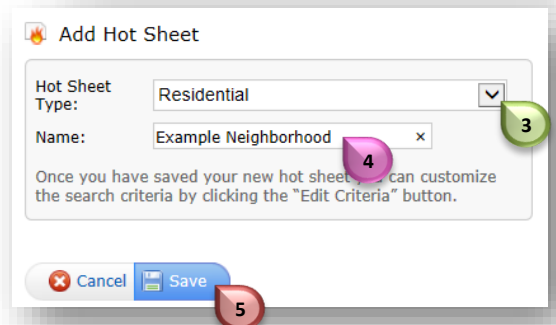 Add Hot Sheet
Hot Sheet Type: Residential
3
Name: Example Neighborhood ×
4
Once you have saved your new hot sheet you can customize
the search criteria by clicking the "Edit Criteria" button.
Cancel Save
5